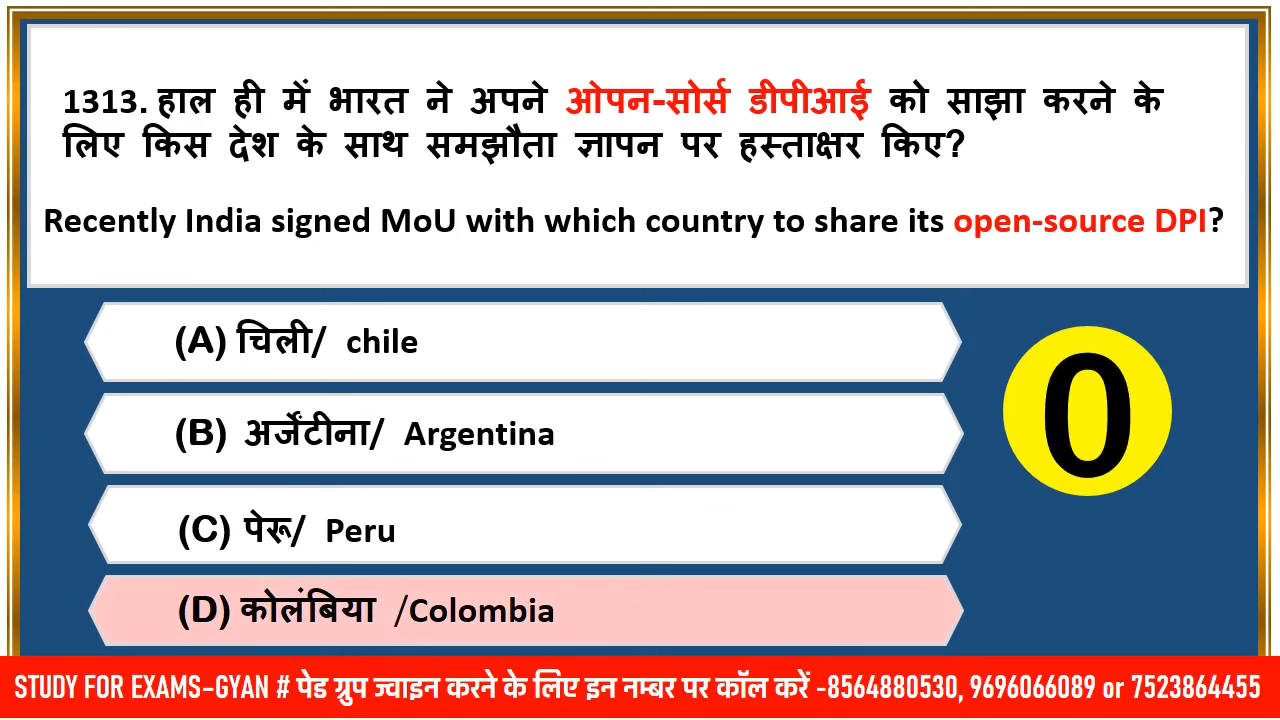 1313. हाल ही में भारत ने अपने ओपन-सोर्स डीपीआई को साझा करने के
लिए किस देश के साथ समझौता ज्ञापन पर हस्ताक्षर किए?
Recently India signed MoU with which country to share its open-source DPI?
(A) चिली/ chile
(B) अर्जेंटीना/ Argentina
(C) पेरू/ Peru
(D) कोलंबिया /Colombia
0
STUDY FOR EXAMS-GYAN # पेड ग्रुप ज्वाइन करने के लिए इन नम्बर पर कॉल करें -8564880530, 9696066089 or 7523864455